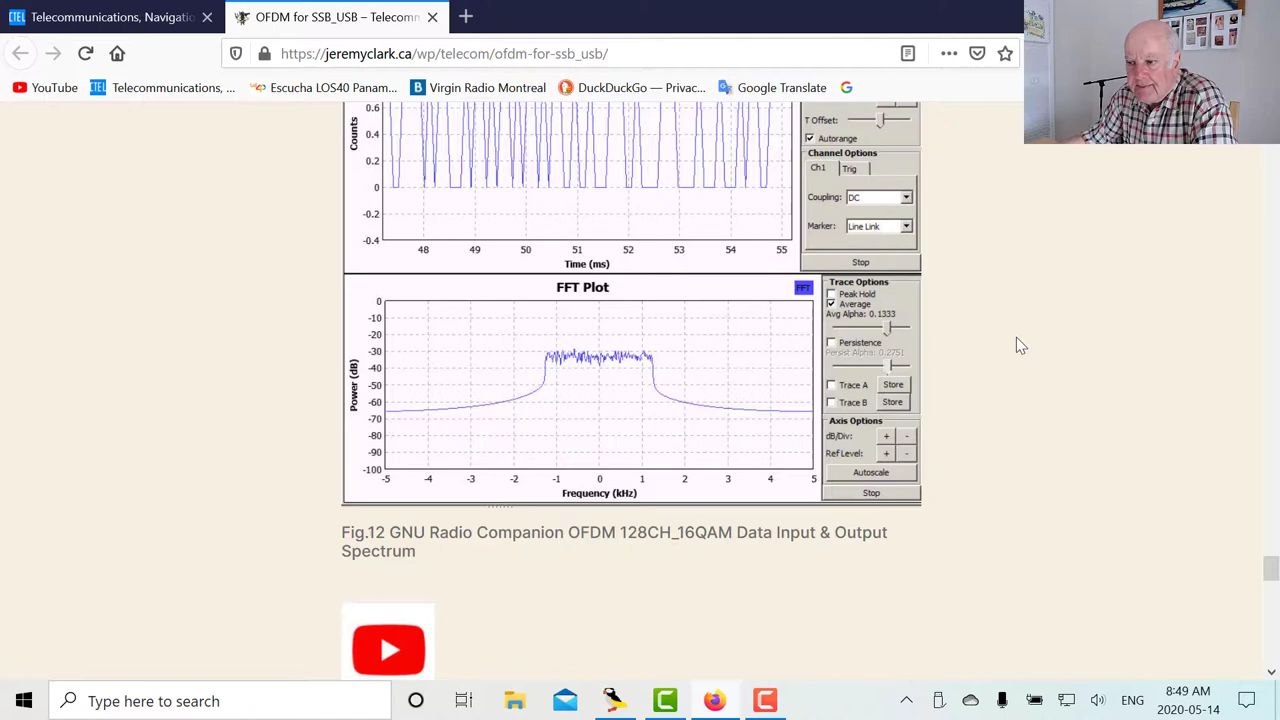 Telecommunications, Navigati
OFDM for SSB_USB – Telecomm
https://jeremyclark.ca/wp/telecom/ofdm-for-ssb_usb/
YouTube
Telecommunications, ...
Escucha LOS40 Panam...
Virgin Radio Montreal
DuckDuckGo — Privac...
Google Translate
Counts
0.6
0.4
0.2
0
-0.2
-0.4
48 49 50 51 52 53 54 55
Time (ms)
T Offset:
Autorange
Channel Options
Ch1 Trig
Coupling: DC
Marker: Line Link
Stop
FFT Plot
FFT
Power (dB)
0
-10
-20
-30
-40
-50
-60
-70
-80
-90
-100
-5 -4 -3 -2 -1 0 1 2 3 4 5
Frequency (kHz)
Trace Options
Peak Hold
Average
Avg Alpha: 0.1333
Persistence
Persist Alpha: 0.2751
Trace A Store
Trace B Store
Axis Options
dB/Div: + -
Ref Level: + -
Autoscale
Stop
Fig.12 GNU Radio Companion OFDM 128CH_16QAM Data Input & Output
Spectrum
Type here to search
ENG
8:49 AM
2020-05-14